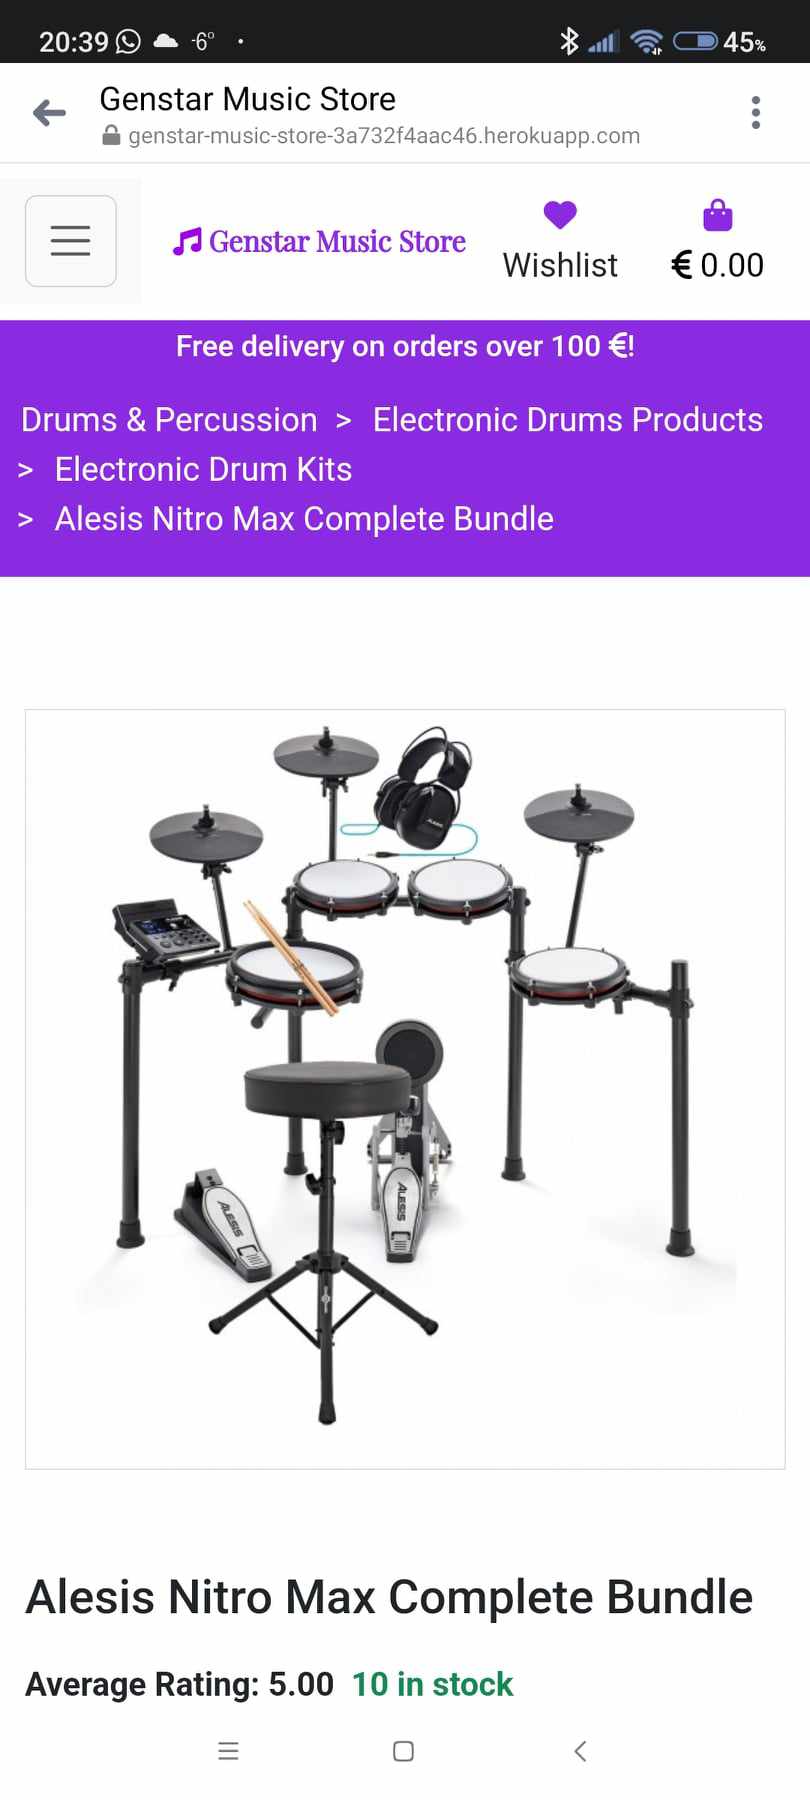 20:39 -6°
45%
Genstar Music Store
genstar-music-store-3a732f4aac46.herokuapp.com
Genstar Music Store
Wishlist
€ 0.00
Free delivery on orders over 100 €!
Drums & Percussion > Electronic Drums Products
> Electronic Drum Kits
> Alesis Nitro Max Complete Bundle
ALESIS
ALESIS
ALESIS
Alesis Nitro Max Complete Bundle
Average Rating: 5.00 10 in stock